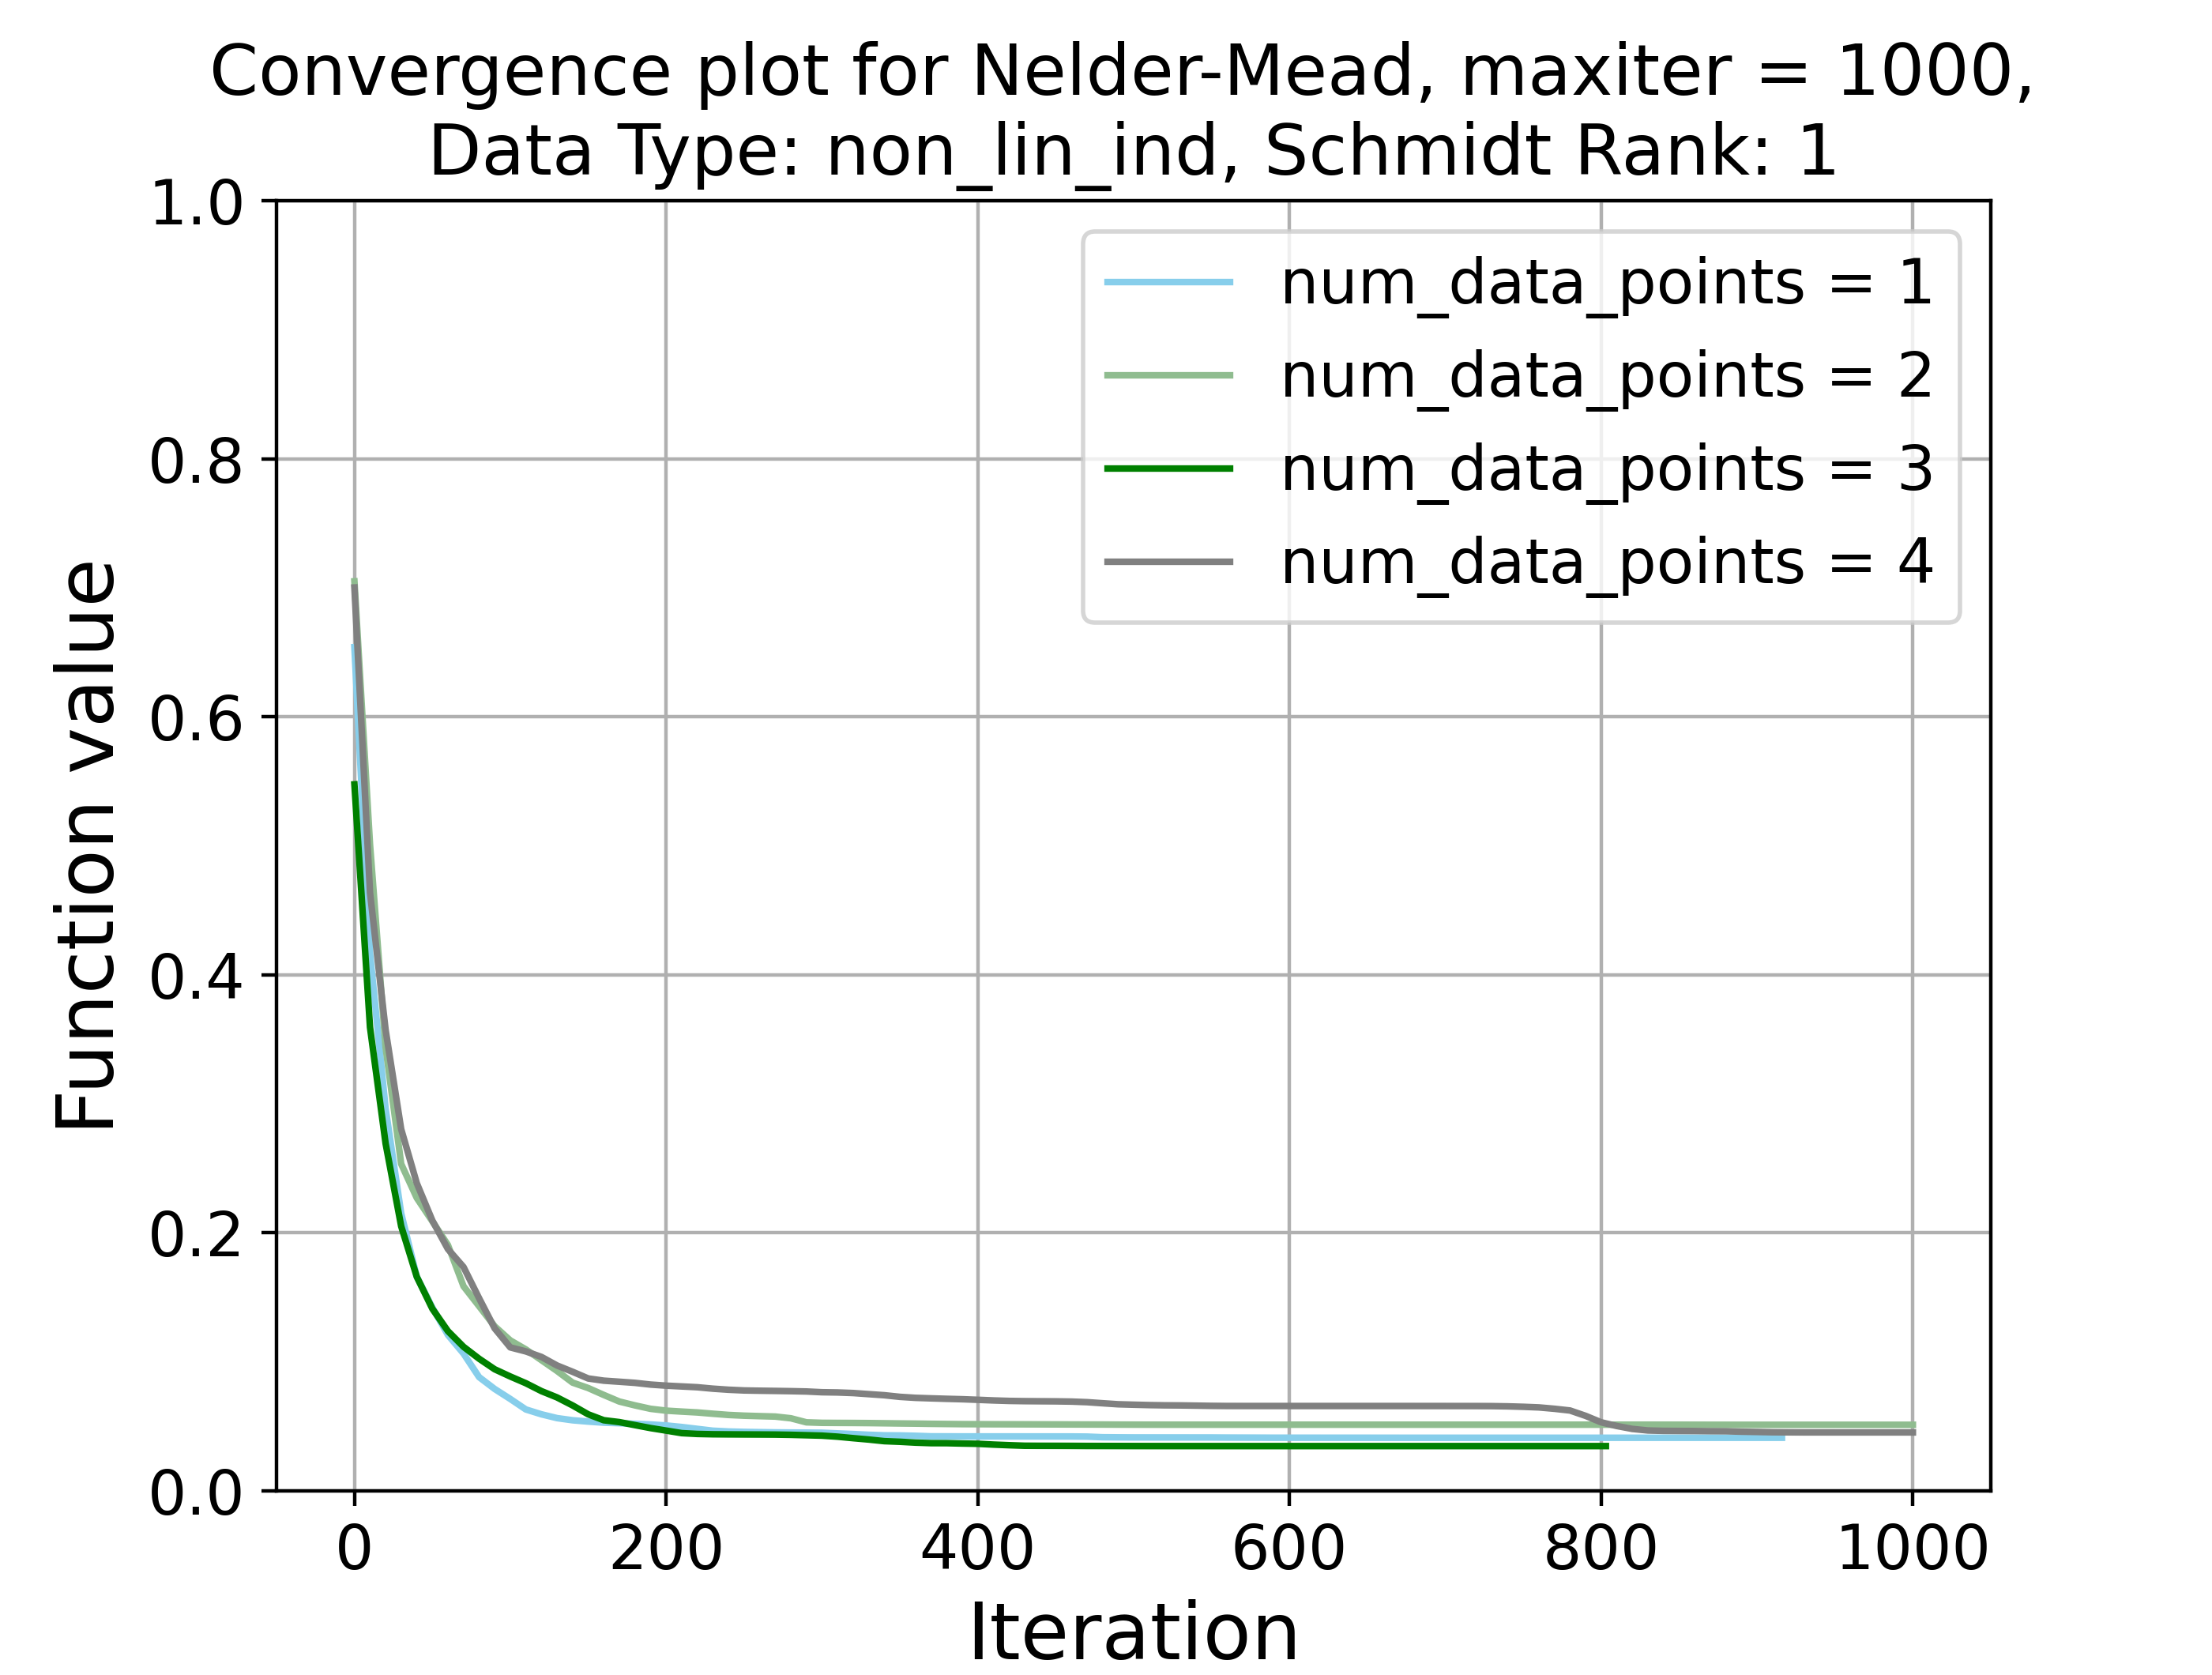 Convergence plot for Nelder-Mead, maxiter = 1000,
Data Type: non_lin_ind, Schmidt Rank: 1
1.0
0.8
0.6
0.4
0.2
0.0
Function value
num_data_points = 1
num_data_points = 2
num_data_points = 3
num_data_points = 4
0 200 400 600 800 1000
Iteration